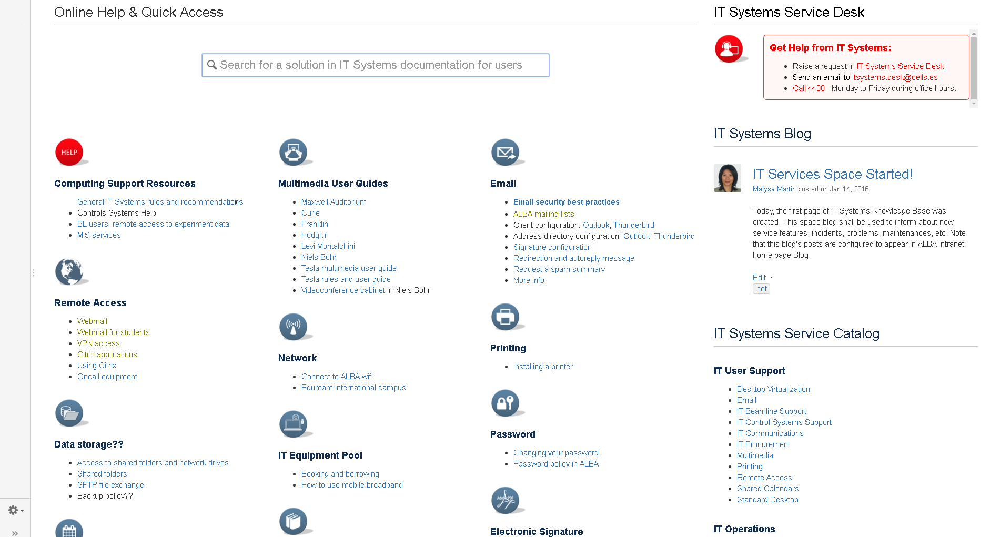 Online Help & Quick Access
Search for a solution in IT Systems documentation for users
HELP
Computing Support Resources
General IT Systems rules and recommendations
Controls Systems Help
BL users: remote access to experiment data
MIS services
Remote Access
Webmail
Webmail for students
VPN access
Citrix applications
Using Citrix
Oncall equipment
Data storage??
Access to shared folders and network drives
Shared folders
SFTP file exchange
Backup policy??
Multimedia User Guides
Maxwell Auditorium
Curie
Franklin
Hodgkin
Levi Montalchini
Niels Bohr
Tesla multimedia user guide
Tesla rules and user guide
Videoconference cabinet in Niels Bohr
Network
Connect to ALBA wifi
Eduroam international campus
IT Equipment Pool
Booking and borrowing
How to use mobile broadband
Email
Email security best practices
ALBA mailing lists
Client configuration: Outlook, Thunderbird
Address directory configuration: Outlook, Thunderbird
Signature configuration
Redirection and autoreply message
Request a spam summary
More info
Printing
Installing a printer
Password
Changing your password
Password policy in ALBA
Adobe PDF
Electronic Signature
IT Systems Service Desk
Get Help from IT Systems:
Raise a request in IT Systems Service Desk
Send an email to itsystems.desk@cells.es
Call 4400 - Monday to Friday during office hours.
IT Systems Blog
IT Services Space Started!
Malysa Martin posted on Jan 14, 2016
Today, the first page of IT Systems Knowledge Base was
created. This space blog shall be used to inform about new
service features, incidents, problems, maintenances, etc. Note
that this blog's posts are configured to appear in ALBA intranet
home page Blog.
Edit ·
hot
IT Systems Service Catalog
IT User Support
Desktop Virtualization
Email
IT Beamline Support
IT Control Systems Support
IT Communications
IT Procurement
Multimedia
Printing
Remote Access
Shared Calendars
Standard Desktop
IT Operations